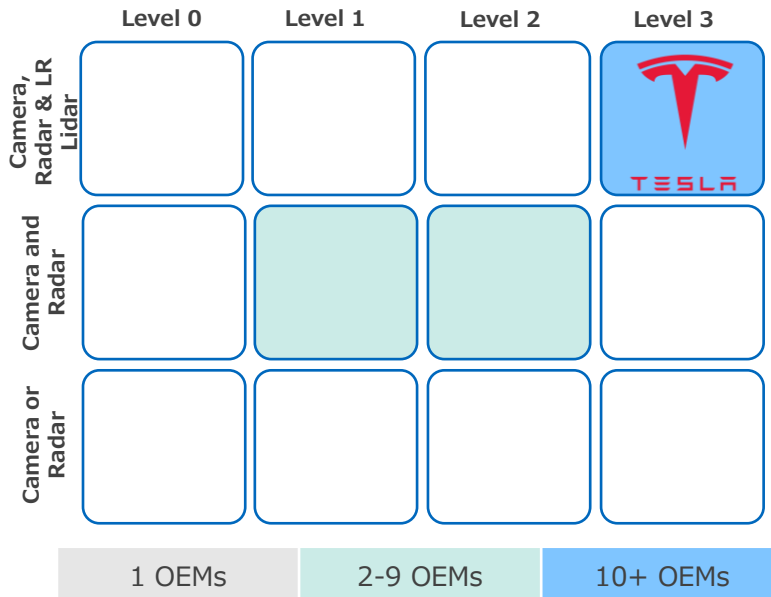 Level 0 Level 1 Level 2 Level 3
Camera,
Radar & LR
Lidar
TESLA
Camera and
Radar
Camera or
Radar
1 OEMs 2-9 OEMs 10+ OEMs